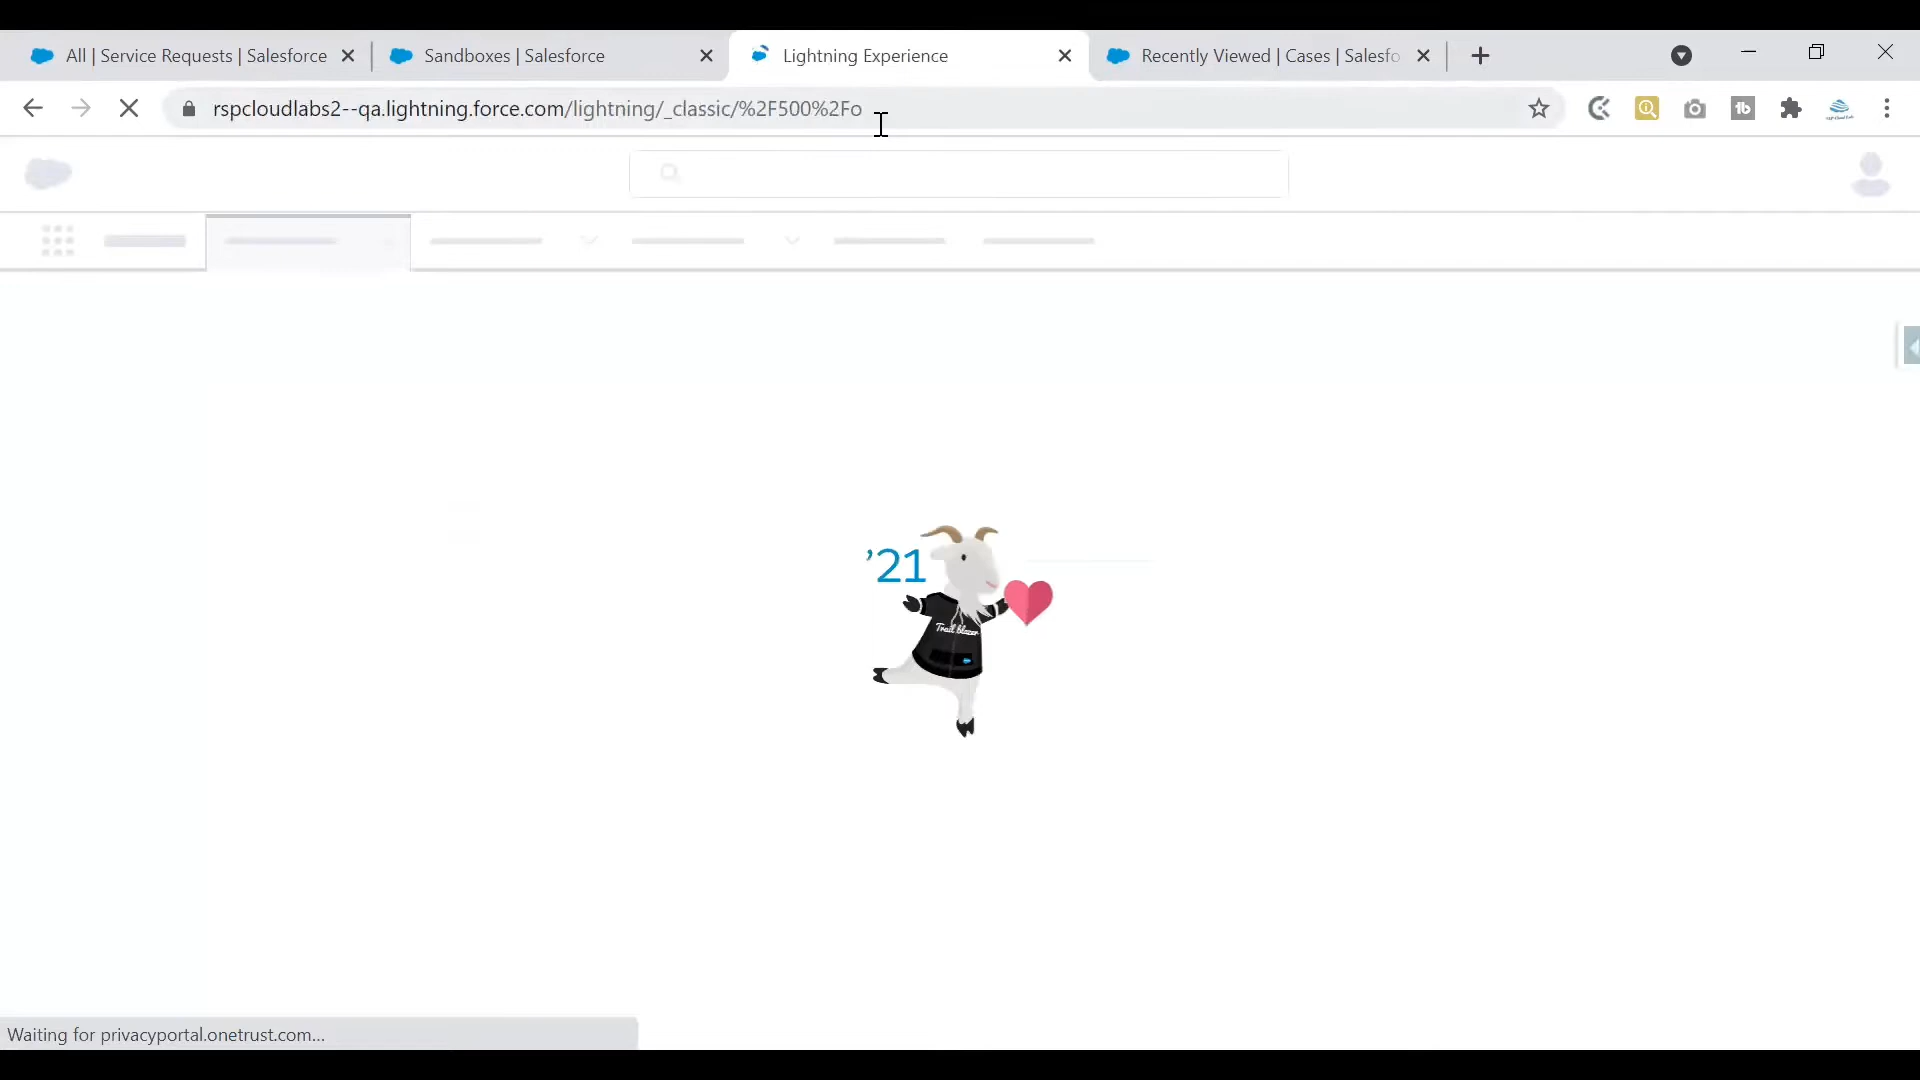 All | Service Requests | Salesforce
Sandboxes | Salesforce
Lightning Experience
Recently Viewed | Cases | Salesfo
rspcloudlabs2--qa.lightning.force.com/lightning/_classic/%2F500%2Fo
’21
Trailblazer
Waiting for privacyportal.onetrust.com...